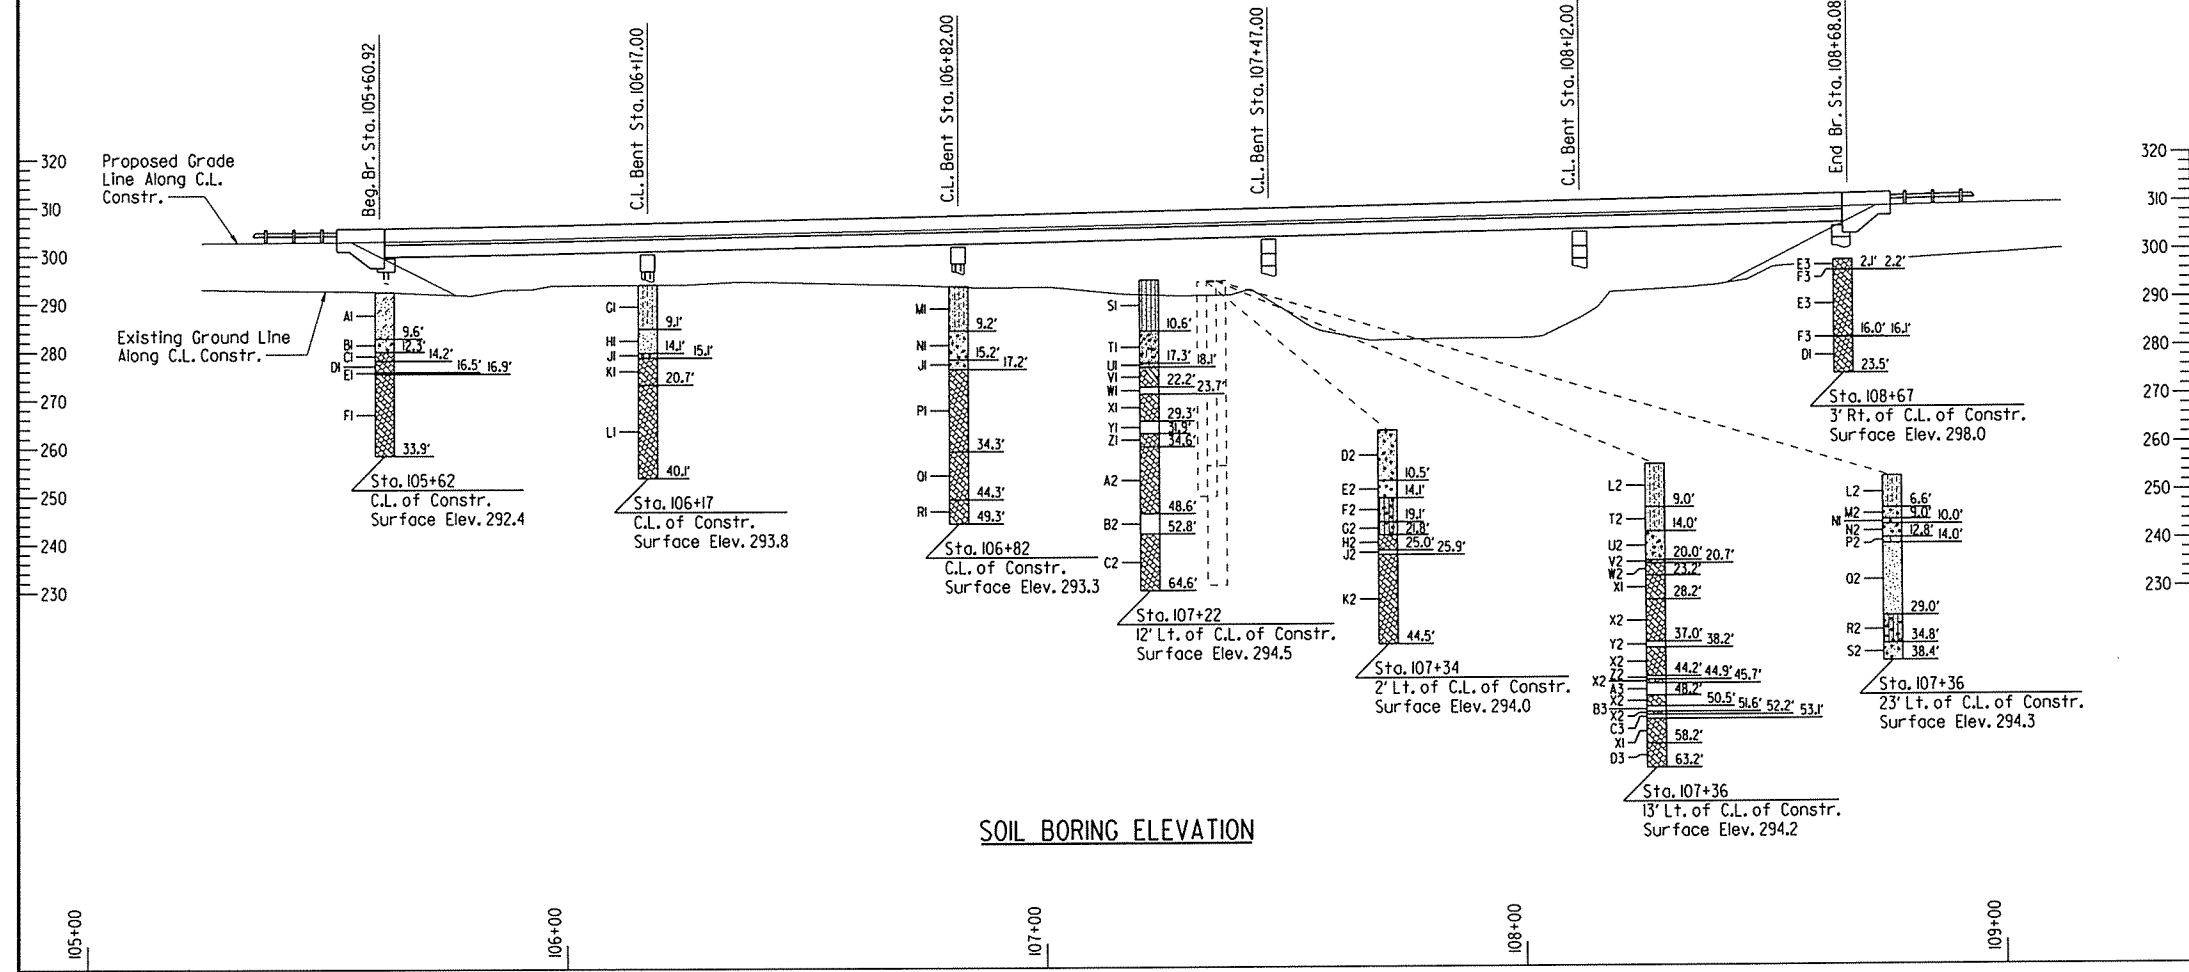 Beg. Br. Sta. 105+60.92
C.L. Bent Sta. 106+17.00
C.L. Bent Sta. 106+82.00
C.L. Bent Sta. 107+47.00
C.L. Bent Sta. 108+12.00
End Br. Sta. 108+68.08
320
310
300
290
280
270
260
250
240
230
Proposed Grade
Line Along C.L.
Constr.
Existing Ground Line
Along C.L. Constr.
A1
9.6'
B1
12.3'
C1
14.2'
D1
16.5' 16.9'
E1
F1
33.9'
Sta. 105+62
C.L. of Constr.
Surface Elev. 292.4
G1
9.1'
H1
14.1'
J1
15.1'
K1
20.7'
L1
40.1'
Sta. 106+17
C.L. of Constr.
Surface Elev. 293.8
M1
9.2'
N1
15.2'
J1
17.2'
P1
34.3'
O1
44.3'
R1
49.3'
Sta. 106+82
C.L. of Constr.
Surface Elev. 293.3
S1
10.6'
T1
17.3' 18.1'
U1
V1
22.2' 23.7'
W1
X1
29.3'
Y1
31.9'
Z1
34.6'
A2
48.6'
B2
52.8'
C2
64.6'
Sta. 107+22
12' Lt. of C.L. of Constr.
Surface Elev. 294.5
D2
10.5'
E2
14.1'
F2
19.1'
G2
21.8'
H2
25.0' 25.9'
J2
K2
44.5'
Sta. 107+34
2' Lt. of C.L. of Constr.
Surface Elev. 294.0
L2
9.0'
T2
14.0'
U2
20.0' 20.7'
V2
W2
23.2'
X1
28.2'
X2
37.0' 38.2'
Y2
X2
44.2' 44.9' 45.7'
Z2
X2
A3
48.2'
X2
50.5' 51.6' 52.2' 53.1'
B3
X2
C3
X1
58.2'
D3
63.2'
Sta. 107+36
13' Lt. of C.L. of Constr.
Surface Elev. 294.2
L2
6.6'
M2
9.0' 10.0'
N1
N2
12.8' 14.0'
P2
O2
29.0'
R2
34.8'
S2
38.4'
Sta. 107+36
23' Lt. of C.L. of Constr.
Surface Elev. 294.3
E3
2.1' 2.2'
F3
E3
16.0' 16.1'
F3
D1
23.5'
Sta. 108+67
3' Rt. of C.L. of Constr.
Surface Elev. 298.0
320
310
300
290
280
270
260
250
240
230
SOIL BORING ELEVATION
105+00
106+00
107+00
108+00
109+00